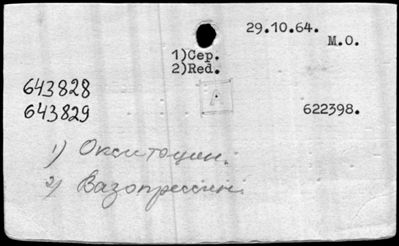 29.10.64.
М.О.
1)Сер.
2)Red.
А.
643828
643829
622398.
1) Окситоцин.
2) Вазопрессин.